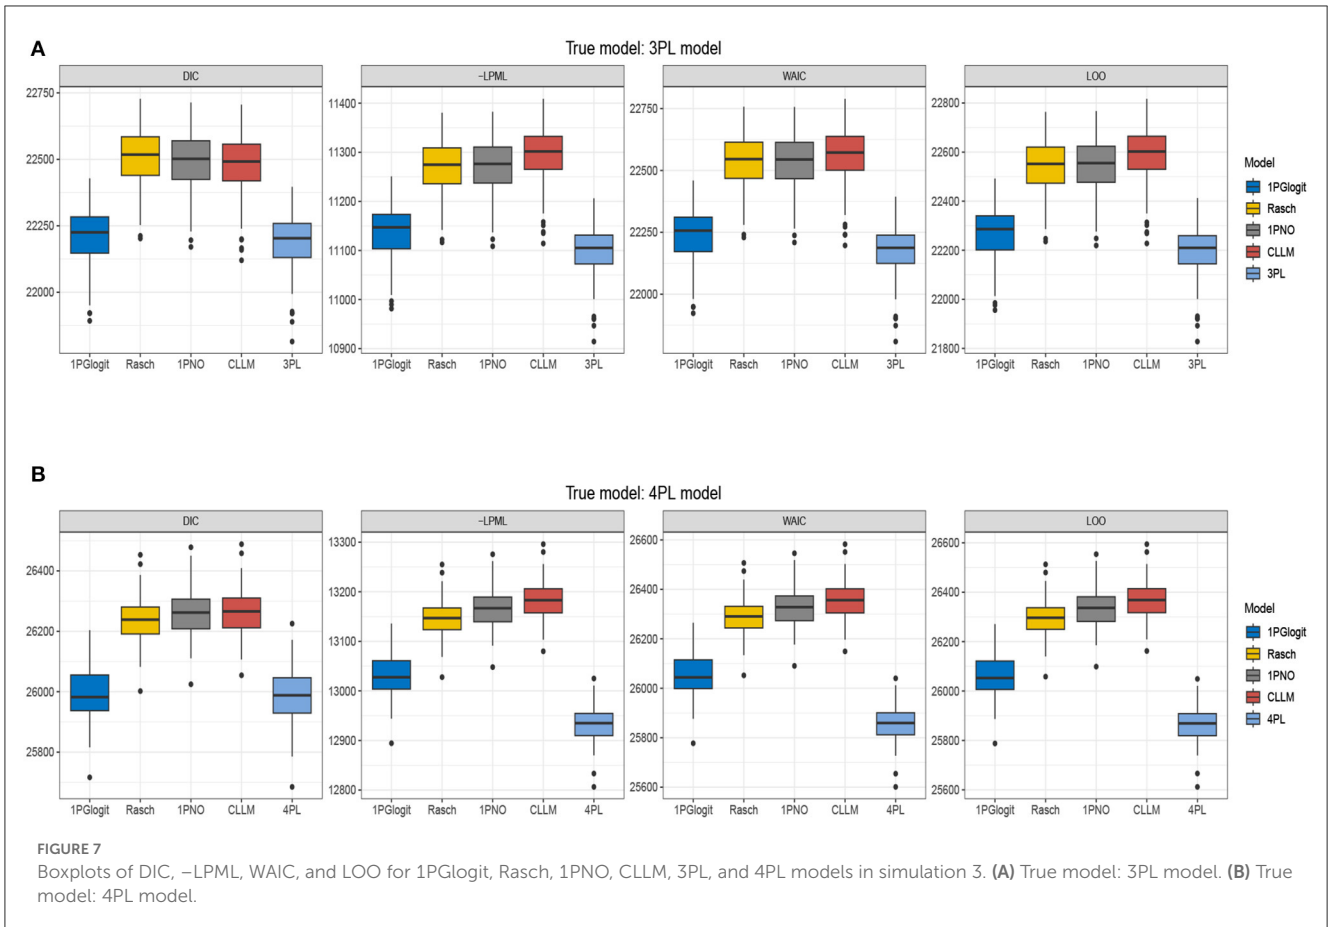 A
True model: 3PL model
DIC
-LPML
WAIC
LOO
22750
22500
22250
22000
11400
11300
11200
11100
11000
10900
22750
22500
22250
22000
22800
22600
22400
22200
22000
21800
1PGlogit Rasch 1PNO CLLM 3PL
1PGlogit Rasch 1PNO CLLM 3PL
1PGlogit Rasch 1PNO CLLM 3PL
1PGlogit Rasch 1PNO CLLM 3PL
Model
1PGlogit
Rasch
1PNO
CLLM
3PL
B
True model: 4PL model
DIC
-LPML
WAIC
LOO
26400
26200
26000
25800
13300
13200
13100
13000
12900
12800
26600
26400
26200
26000
25800
25600
26600
26400
26200
26000
25800
25600
1PGlogit Rasch 1PNO CLLM 4PL
1PGlogit Rasch 1PNO CLLM 4PL
1PGlogit Rasch 1PNO CLLM 4PL
1PGlogit Rasch 1PNO CLLM 4PL
Model
1PGlogit
Rasch
1PNO
CLLM
4PL
FIGURE 7
Boxplots of DIC, –LPML, WAIC, and LOO for 1PGlogit, Rasch, 1PNO, CLLM, 3PL, and 4PL models in simulation 3. (A) True model: 3PL model. (B) True
model: 4PL model.